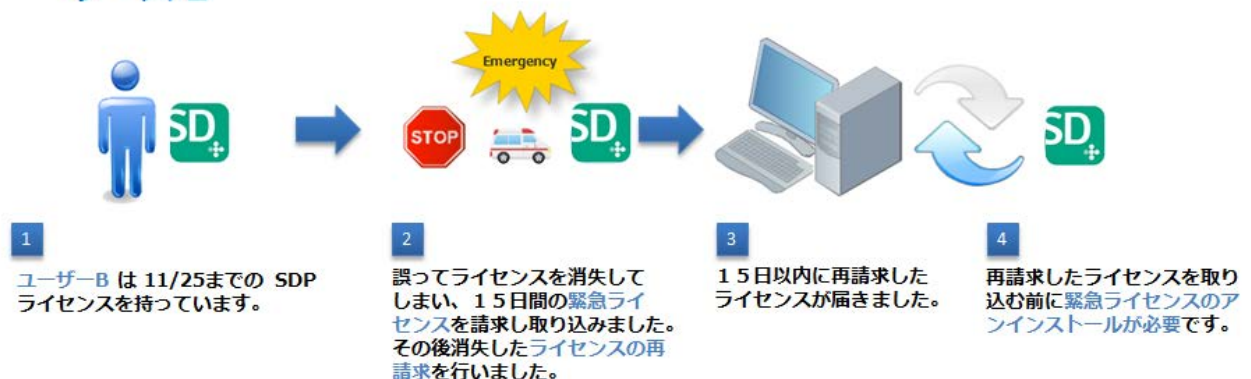 Emergency
SD
STOP
SD
SD
1
ユーザーB は 11/25までの SDP
ライセンスを持っています。
2
誤ってライセンスを消失して
しまい、１５日間の緊急ライ
センスを請求し取り込みました。
その後消失したライセンスの再
請求を行いました。
3
１５日以内に再請求した
ライセンスが届きました。
4
再請求したライセンスを取り
込む前に緊急ライセンスのア
ンインストールが必要です。